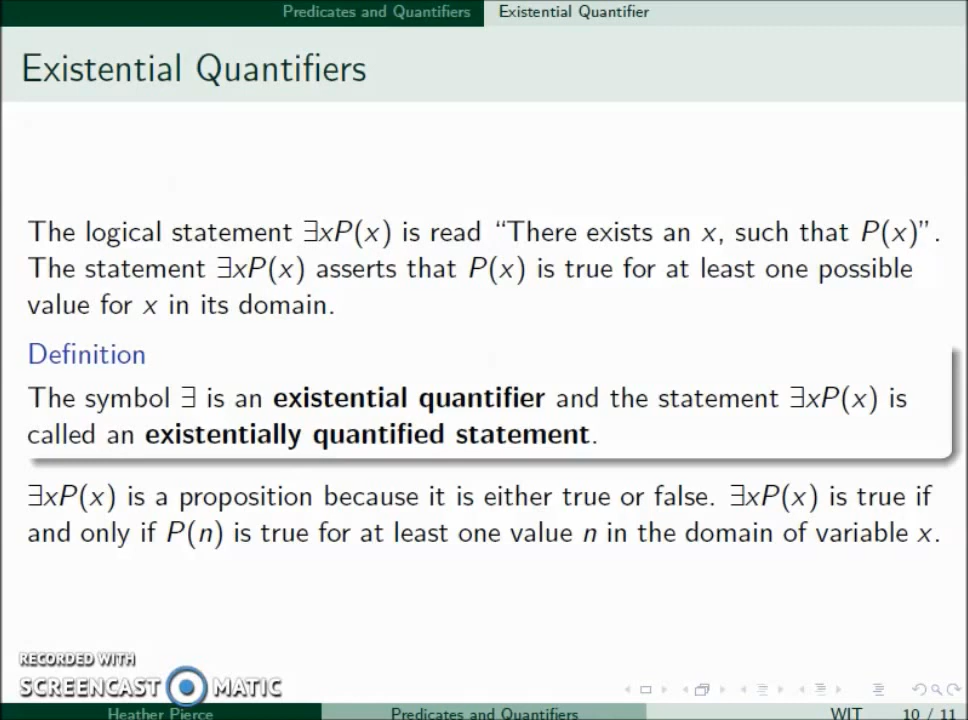 Predicates and Quantifiers Existential Quantifier
Existential Quantifiers
The logical statement ∃xP(x) is read “There exists an x, such that P(x)”.
The statement ∃xP(x) asserts that P(x) is true for at least one possible
value for x in its domain.
Definition
The symbol ∃ is an existential quantifier and the statement ∃xP(x) is
called an existentially quantified statement.
∃xP(x) is a proposition because it is either true or false. ∃xP(x) is true if
and only if P(n) is true for at least one value n in the domain of variable x.
RECORDED WITH
SCREENCAST MATIC
Heather Pierce Predicates and Quantifiers WIT 10 / 11